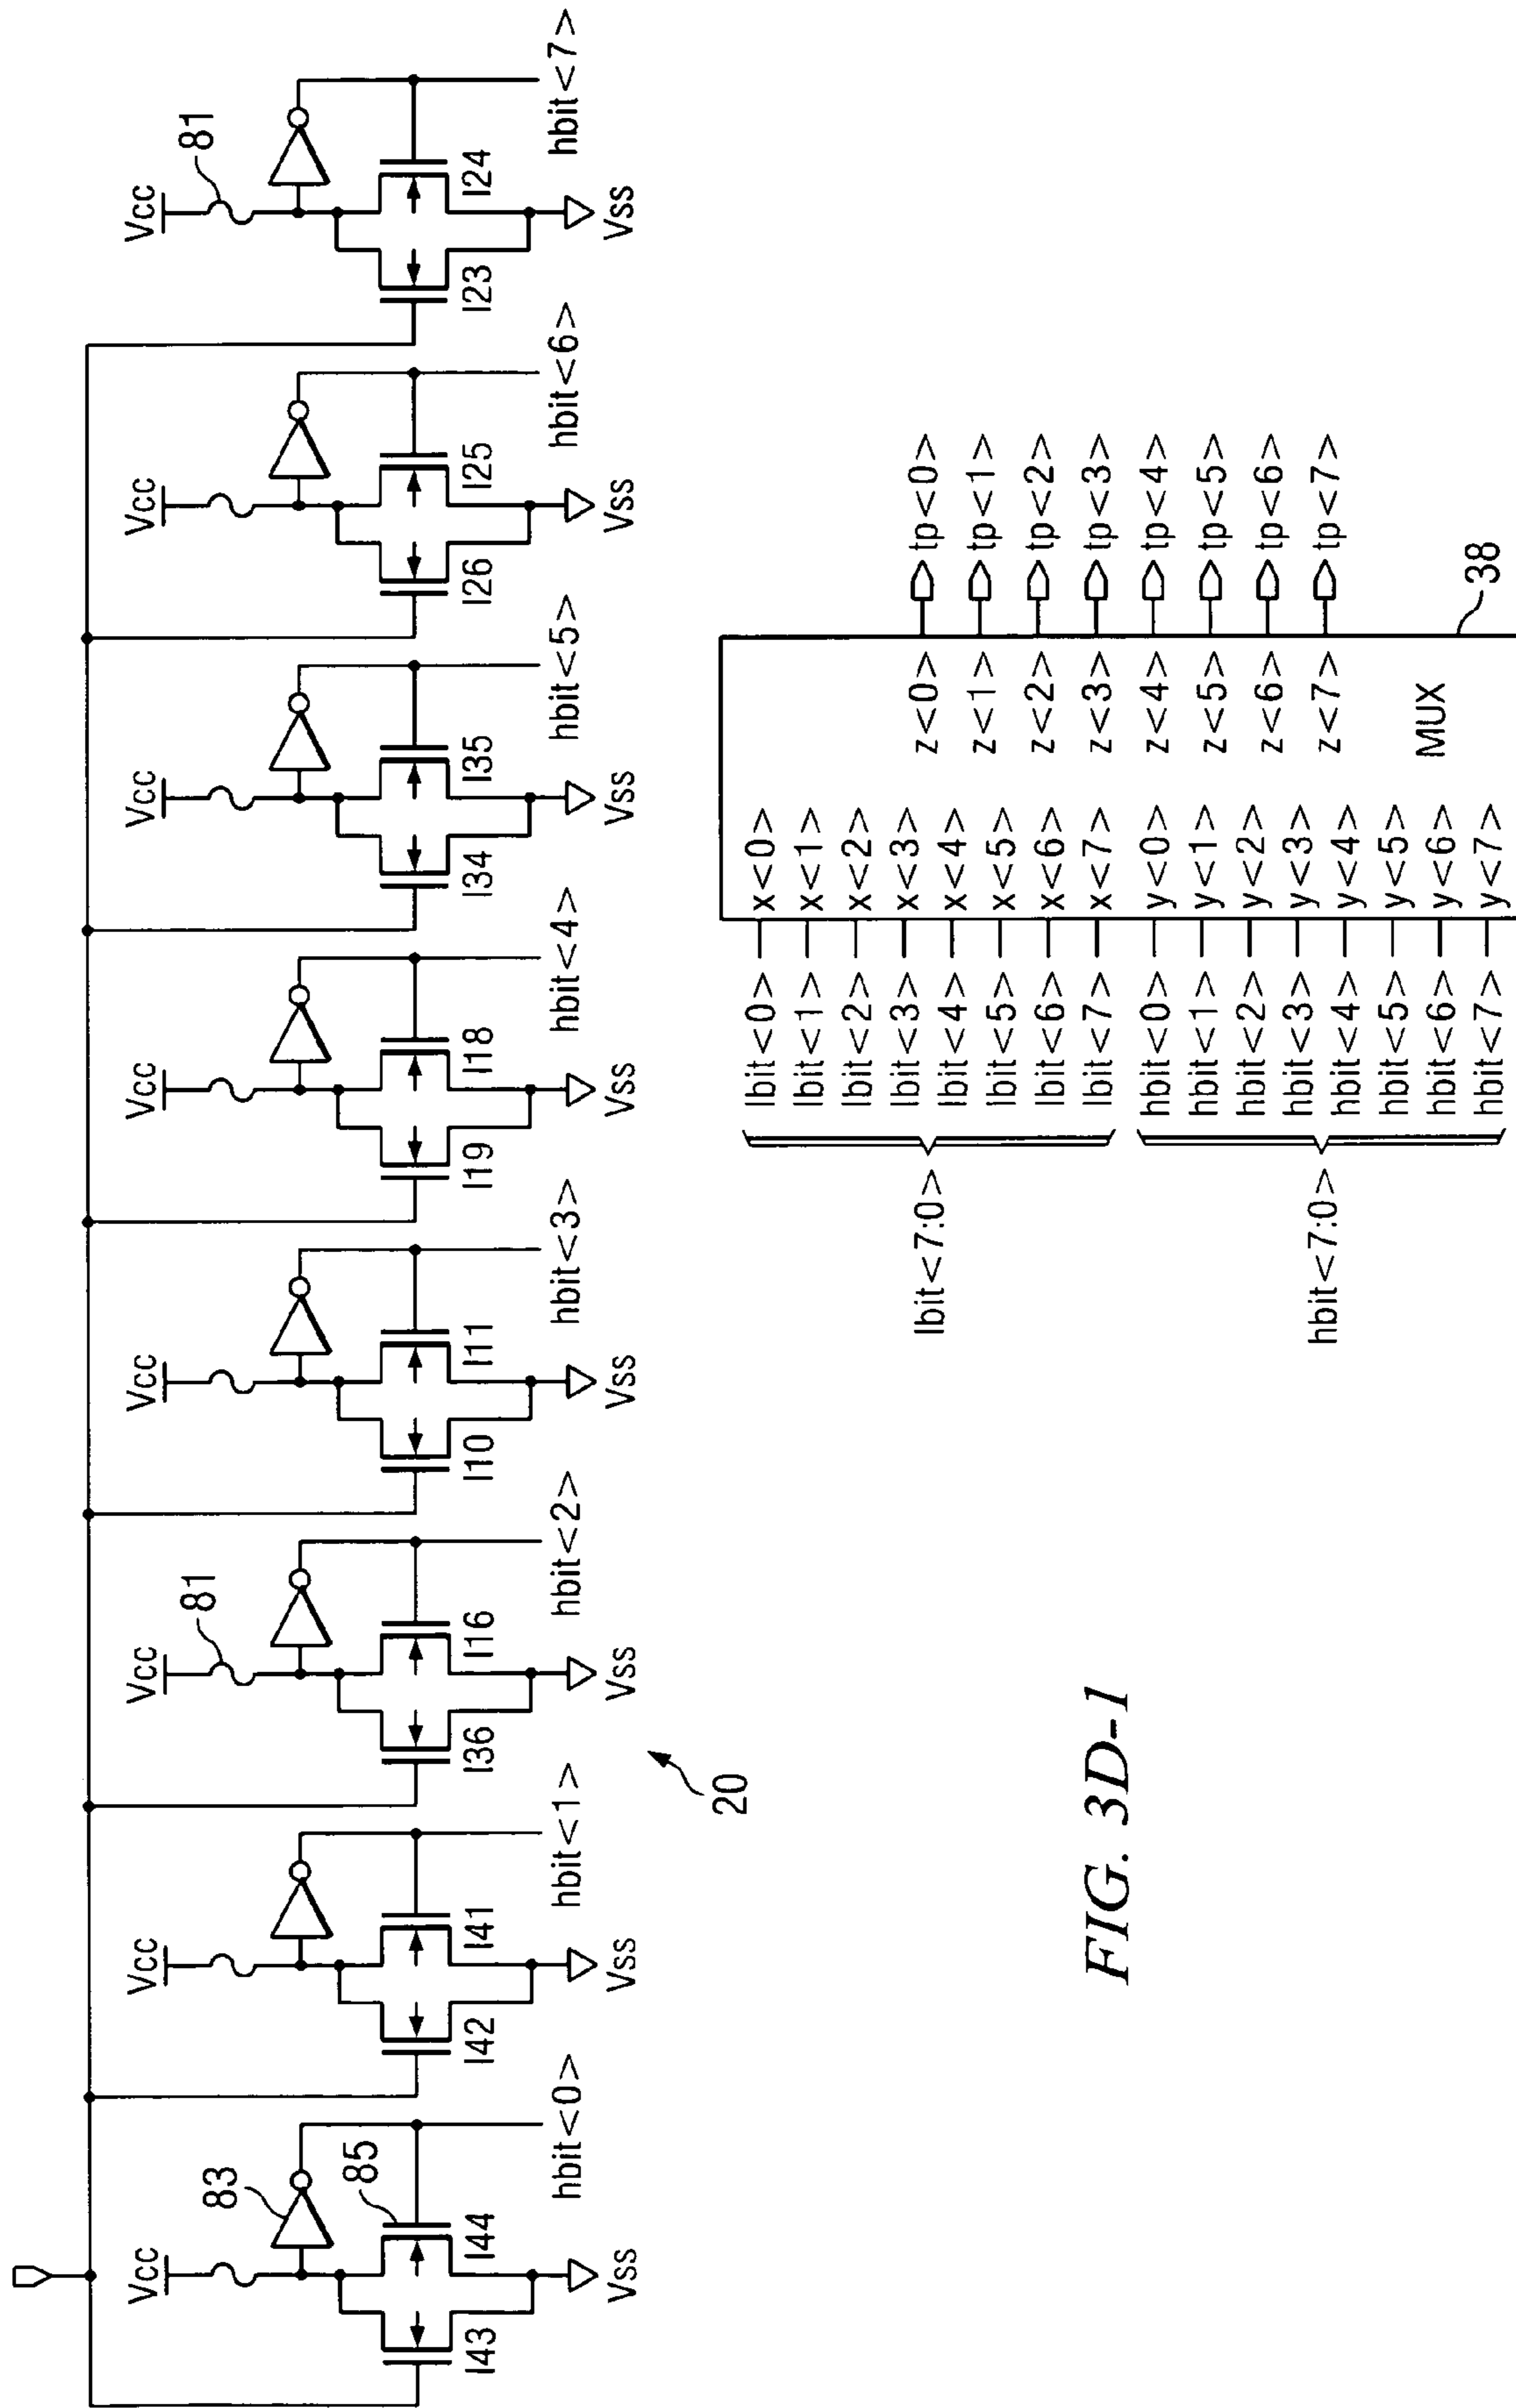 Vcc Vcc Vcc Vcc Vcc Vcc Vcc Vcc
83 81 81
85
I43 I44 I42 I41 I36 I16 I10 I11 I19 I18 I34 I35 I26 I25 I23 I24
hbit<0> hbit<1> hbit<2> hbit<3> hbit<4> hbit<5> hbit<6> hbit<7>
Vss Vss Vss Vss Vss Vss Vss Vss
20
lbit<7:0>
lbit<0> x<0>
lbit<1> x<1>
lbit<2> x<2>
lbit<3> x<3>
lbit<4> x<4>
lbit<5> x<5>
lbit<6> x<6>
lbit<7> x<7>
hbit<7:0>
hbit<0> y<0>
hbit<1> y<1>
hbit<2> y<2>
hbit<3> y<3>
hbit<4> y<4>
hbit<5> y<5>
hbit<6> y<6>
hbit<7> y<7>
z<0> tp<0>
z<1> tp<1>
z<2> tp<2>
z<3> tp<3>
z<4> tp<4>
z<5> tp<5>
z<6> tp<6>
z<7> tp<7>
MUX
38
FIG. 3D-1